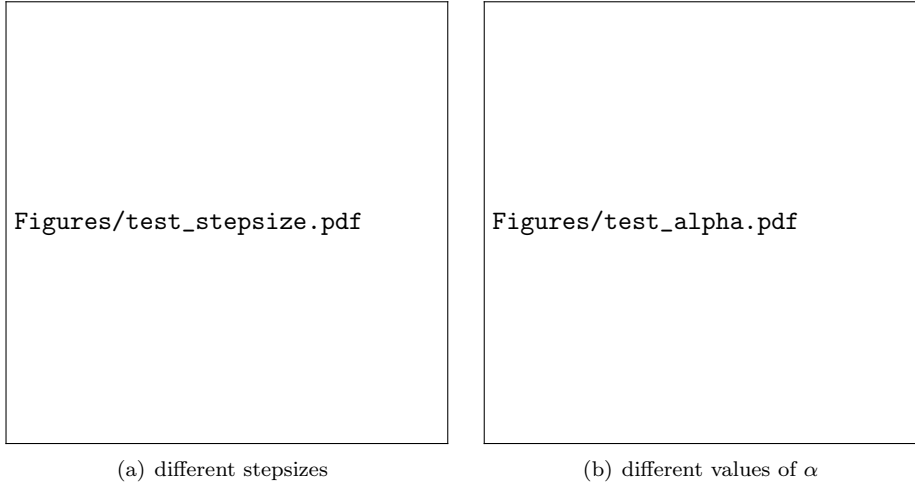 Figures/test_stepsize.pdf
Figures/test_alpha.pdf
(a) different stepsizes
(b) different values of α